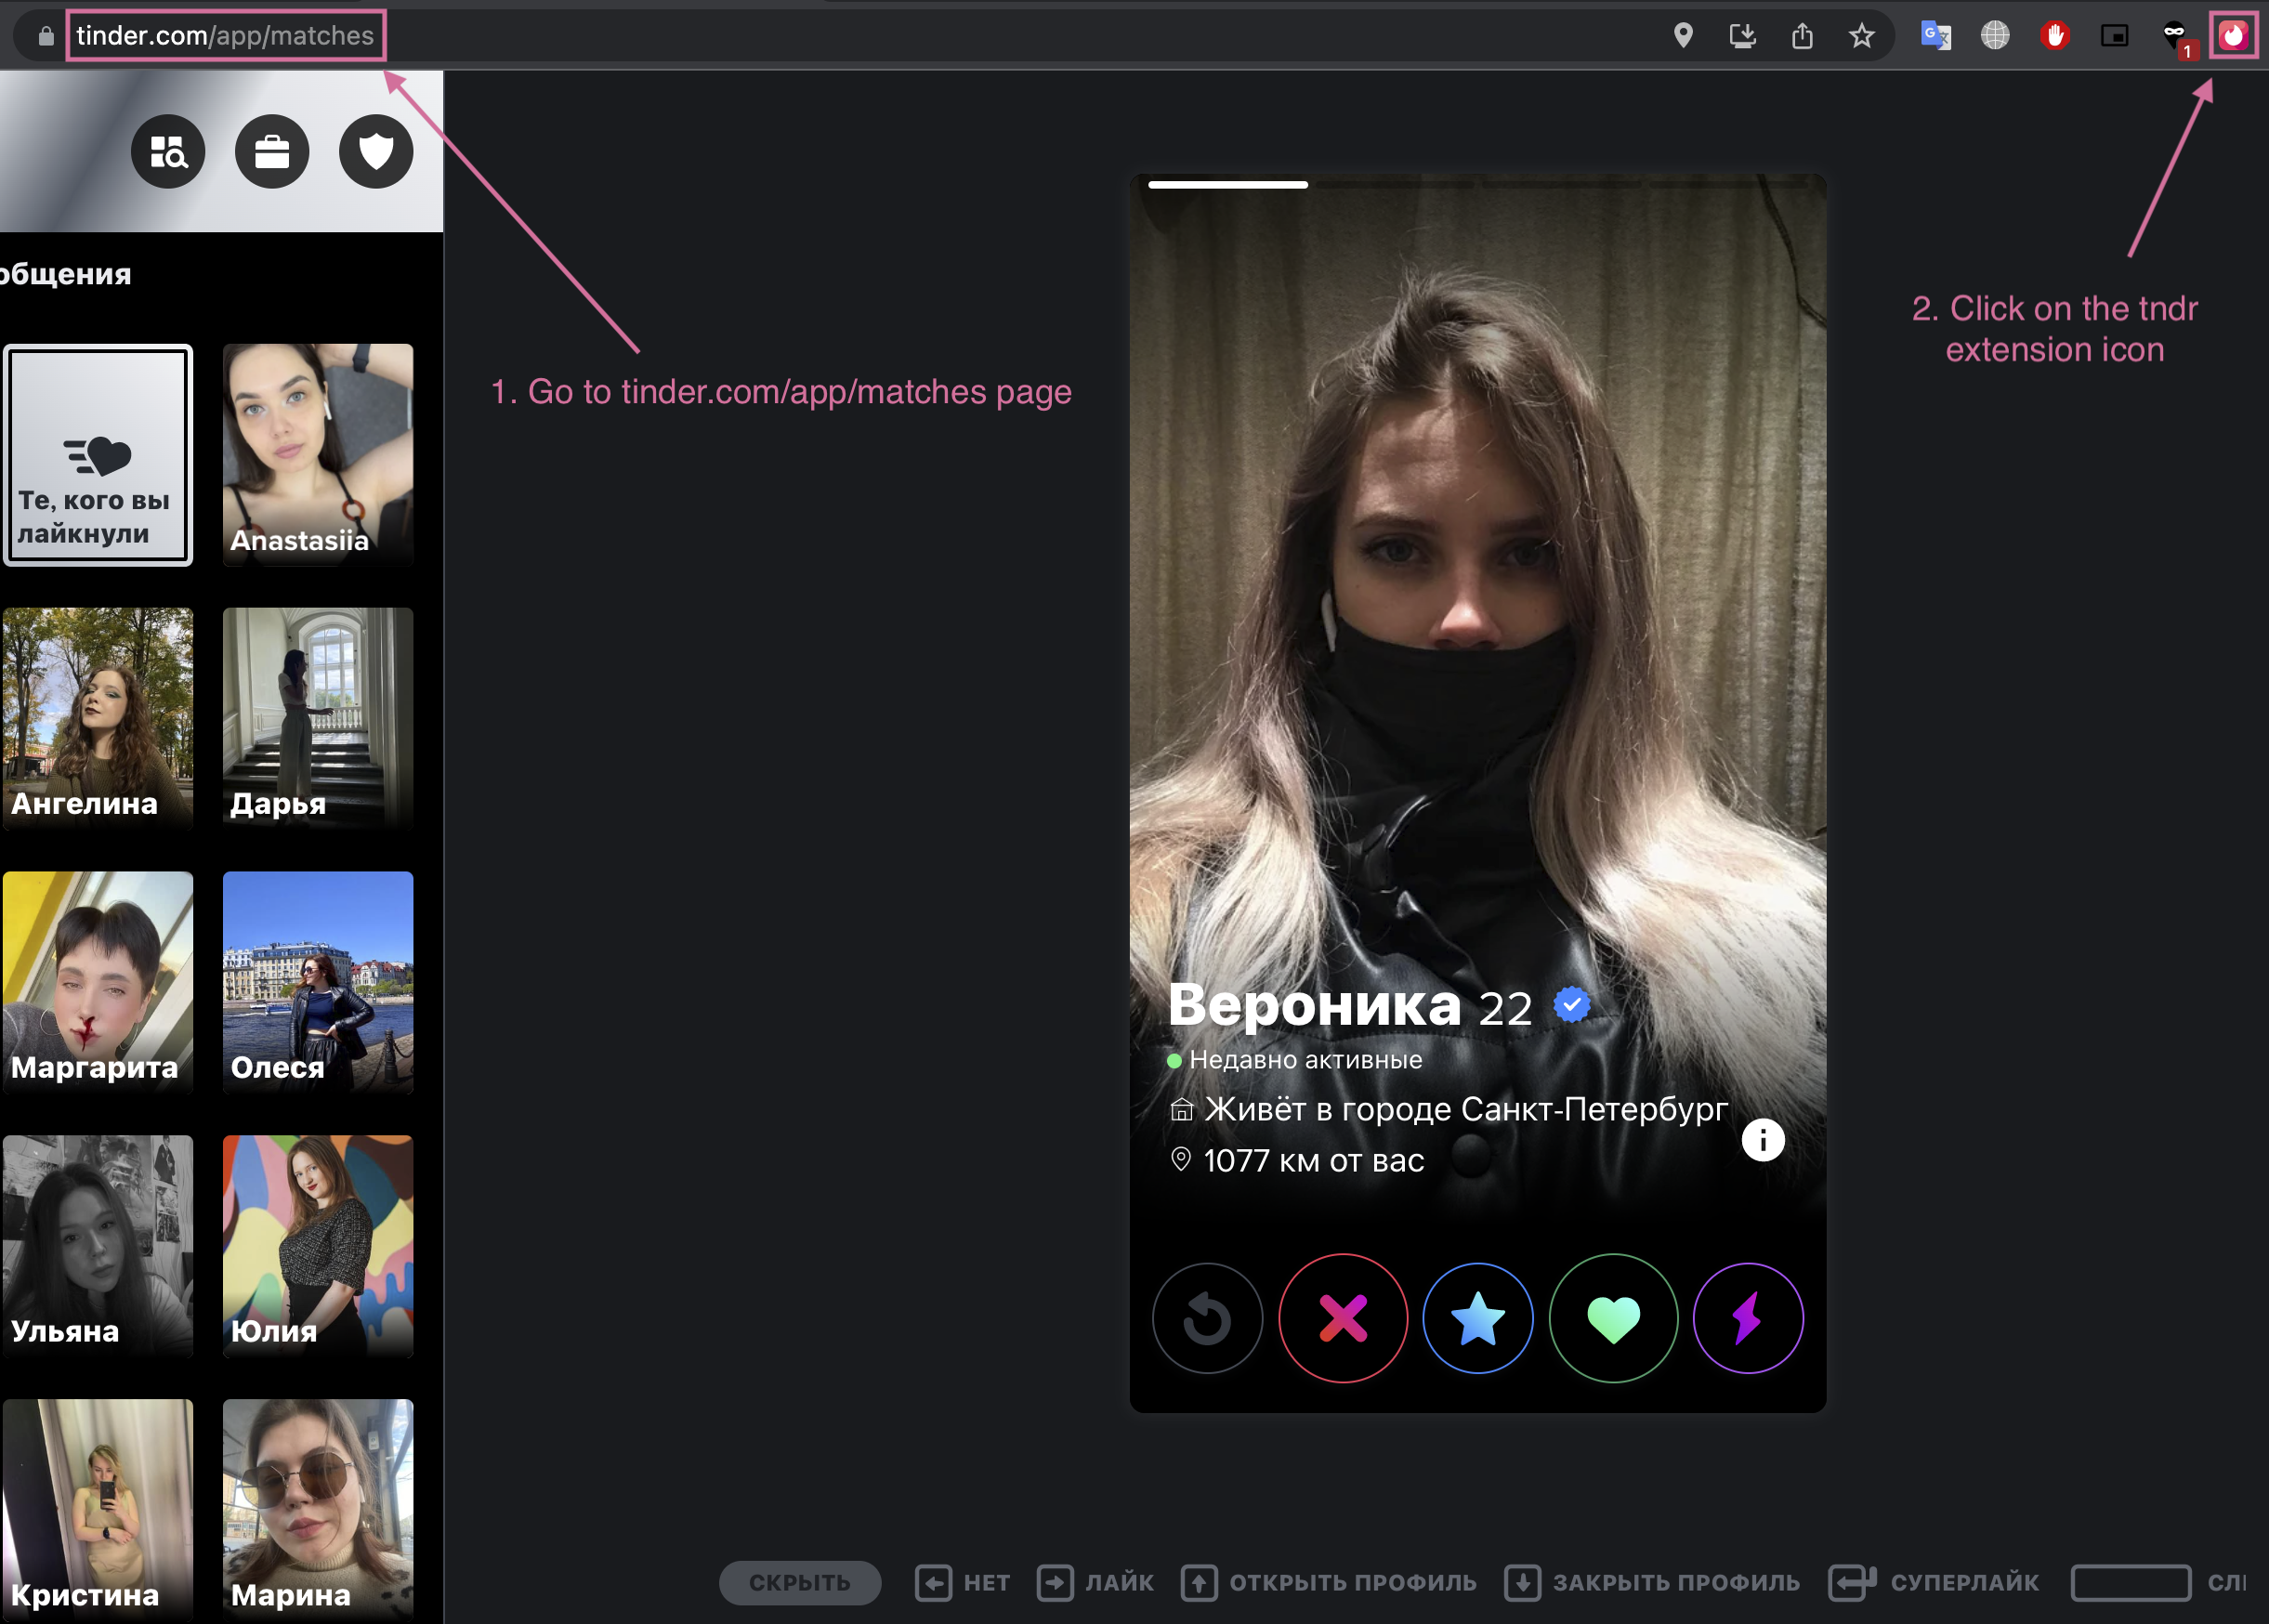 tinder.com/app/matches
1
общения
1. Go to tinder.com/app/matches page
2. Click on the tndr
extension icon
Те, кого вы
лайкнули
Anastasiia
Ангелина
Дарья
Маргарита
Олеся
Ульяна
Юлия
Кристина
Марина
Вероника 22
Недавно активные
Живёт в городе Санкт-Петербург
1077 км от вас
СКРЫТЬ
НЕТ
ЛАЙК
ОТКРЫТЬ ПРОФИЛЬ
ЗАКРЫТЬ ПРОФИЛЬ
СУПЕРЛАЙК